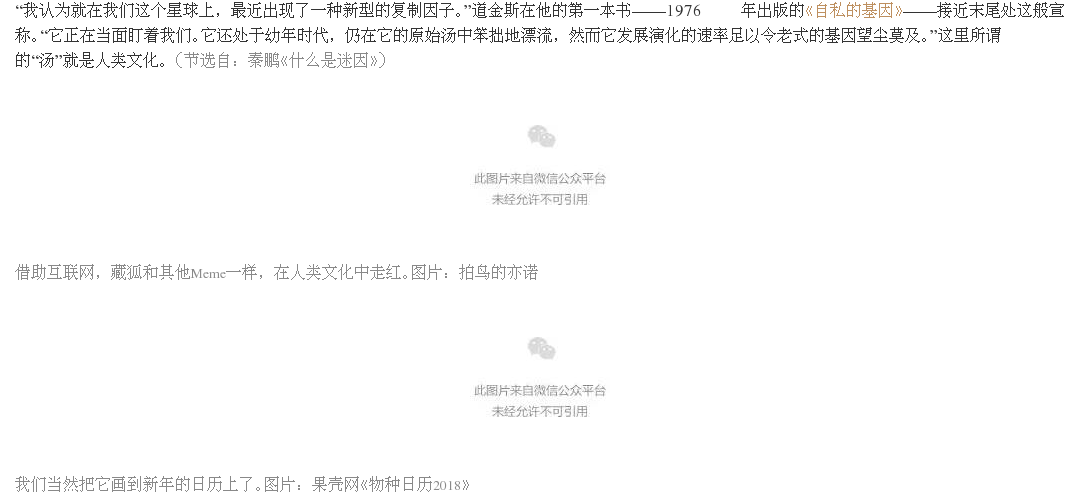 “我认为就在我们这个星球上，最近出现了一种新型的复制因子。”道金斯在他的第一本书——1976 年出版的《自私的基因》——接近末尾处这般宣
称。“它正在当面盯着我们。它还处于幼年时代，仍在它的原始汤中笨拙地漂流，然而它发展演化的速率足以令老式的基因望尘莫及。”这里所谓
的“汤”就是人类文化。（节选自：秦鹏《什么是迷因》）
此图片来自微信公众平台
未经允许不可引用
借助互联网，藏狐和其他Meme一样，在人类文化中走红。图片：拍鸟的亦诺
此图片来自微信公众平台
未经允许不可引用
我们当然把它画到新年的日历上了。图片：果壳网《物种日历2018》